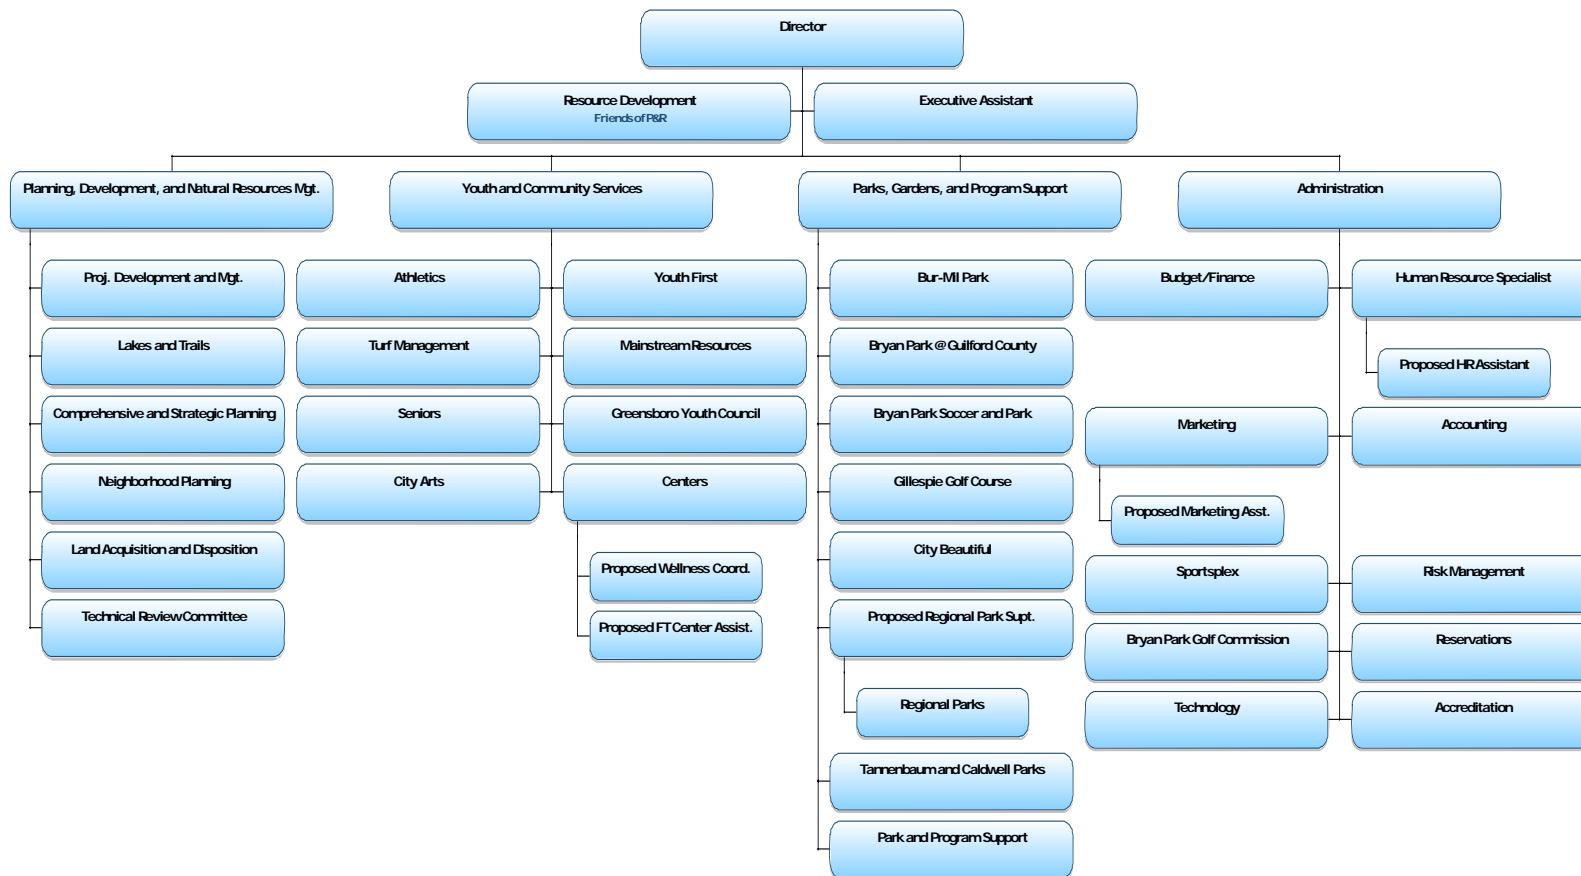 Director
Resource Development
Friends of P&R
Executive Assistant
Planning, Development, and Natural Resources Mgt.
Youth and Community Services
Parks, Gardens, and Program Support
Administration
Proj. Development and Mgt.
Lakes and Trails
Comprehensive and Strategic Planning
Neighborhood Planning
Land Acquisition and Disposition
Technical Review Committee
Athletics
Youth First
Turf Management
Mainstream Resources
Seniors
Greensboro Youth Council
City Arts
Centers
Proposed Wellness Coord.
Proposed FT Center Assist.
Bur-Mil Park
Bryan Park @ Guilford County
Bryan Park Soccer and Park
Gillespie Golf Course
City Beautiful
Proposed Regional Park Supt.
Regional Parks
Tannenbaum and Caldwell Parks
Park and Program Support
Budget/Finance
Human Resource Specialist
Proposed HR Assistant
Marketing
Accounting
Proposed Marketing Asst.
Sportsplex
Risk Management
Bryan Park Golf Commission
Reservations
Technology
Accreditation